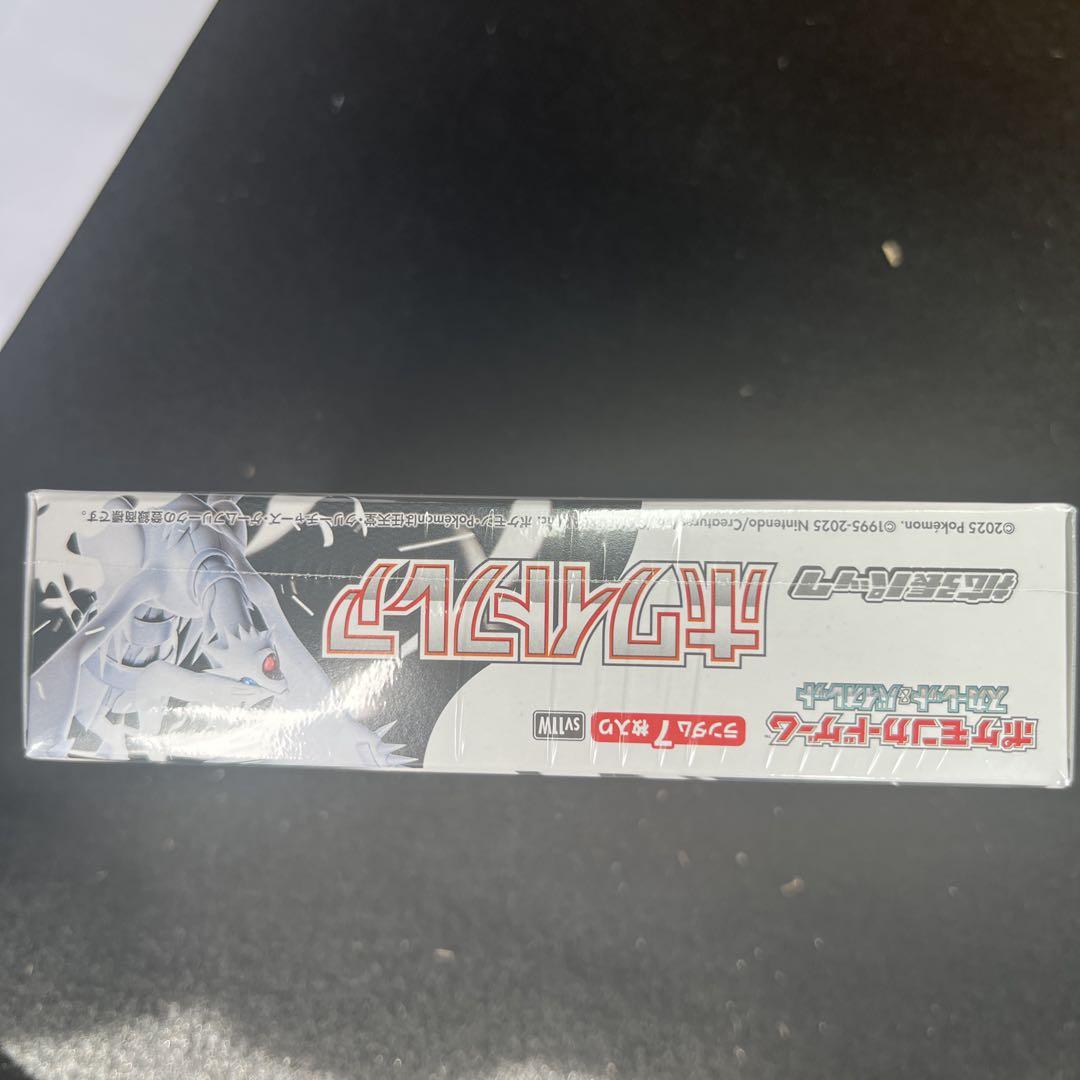 ポケモンカードゲーム
スカーレット&バイオレット
ランダム7枚入り
sv11W
拡張パック
ホワイトフレア
©2025 Pokémon. ©1995-2025 Nintendo/Creatures
ポケモン・Pokémonは任天堂・クリーチャーズ・ゲームフリークの登録商標です。